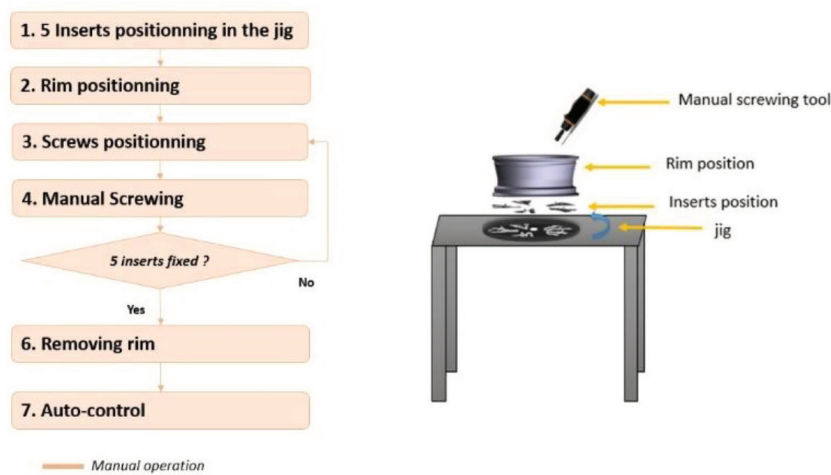 1. 5 Inserts positionning in the jig
2. Rim positionning
3. Screws positionning
4. Manual Screwing
5 inserts fixed ?
No
Yes
6. Removing rim
7. Auto-control
Manual operation
Manual screwing tool
Rim position
Inserts position
jig